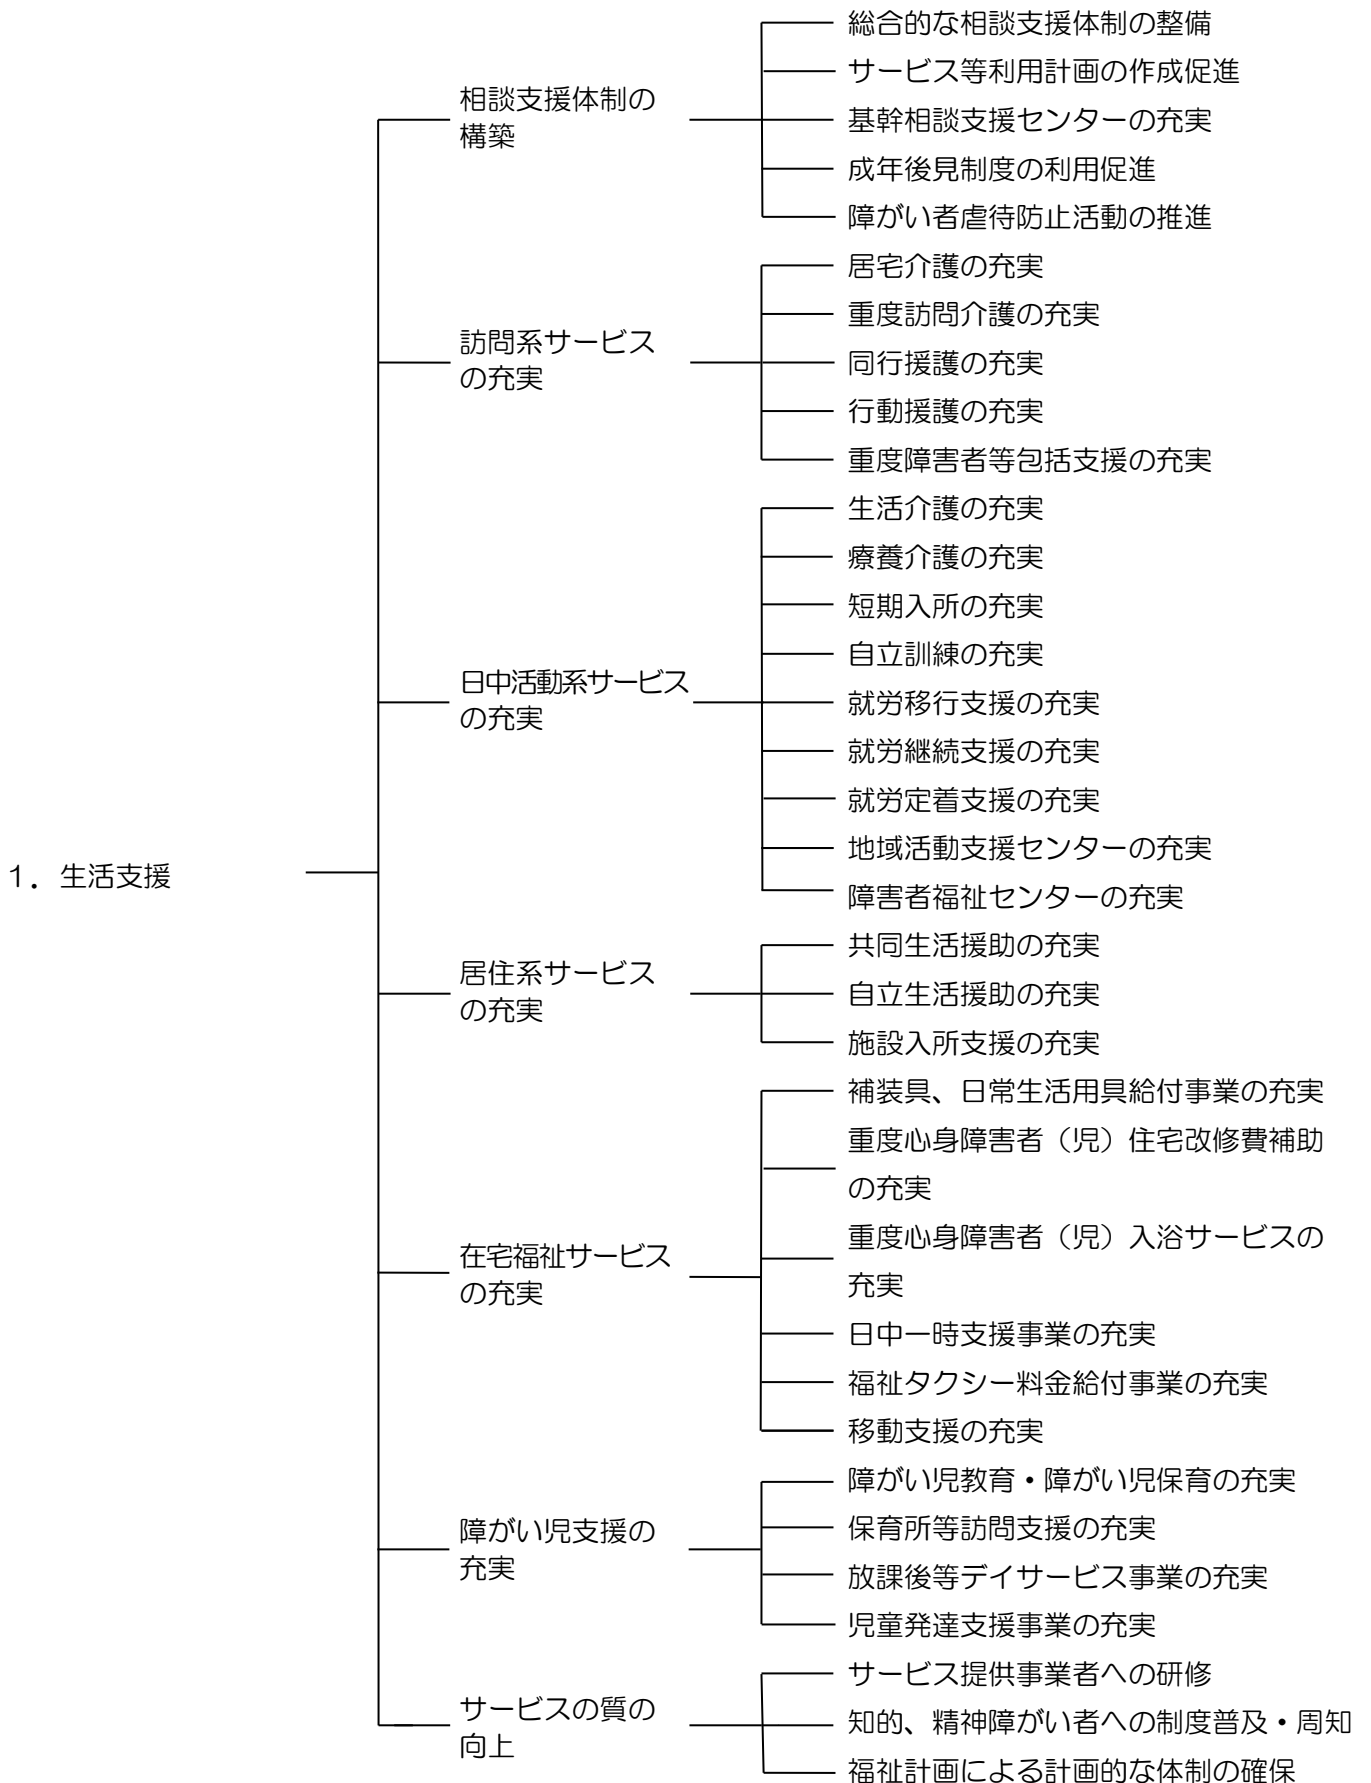 1．生活支援
相談支援体制の
構築
総合的な相談支援体制の整備
サービス等利用計画の作成促進
基幹相談支援センターの充実
成年後見制度の利用促進
障がい者虐待防止活動の推進
訪問系サービス
の充実
居宅介護の充実
重度訪問介護の充実
同行援護の充実
行動援護の充実
重度障害者等包括支援の充実
日中活動系サービス
の充実
生活介護の充実
療養介護の充実
短期入所の充実
自立訓練の充実
就労移行支援の充実
就労継続支援の充実
就労定着支援の充実
地域活動支援センターの充実
障害者福祉センターの充実
居住系サービス
の充実
共同生活援助の充実
自立生活援助の充実
施設入所支援の充実
在宅福祉サービス
の充実
補装具、日常生活用具給付事業の充実
重度心身障害者（児）住宅改修費補助
の充実
重度心身障害者（児）入浴サービスの
充実
日中一時支援事業の充実
福祉タクシー料金給付事業の充実
移動支援の充実
障がい児支援の
充実
障がい児教育・障がい児保育の充実
保育所等訪問支援の充実
放課後等デイサービス事業の充実
児童発達支援事業の充実
サービスの質の
向上
サービス提供事業者への研修
知的、精神障がい者への制度普及・周知
福祉計画による計画的な体制の確保